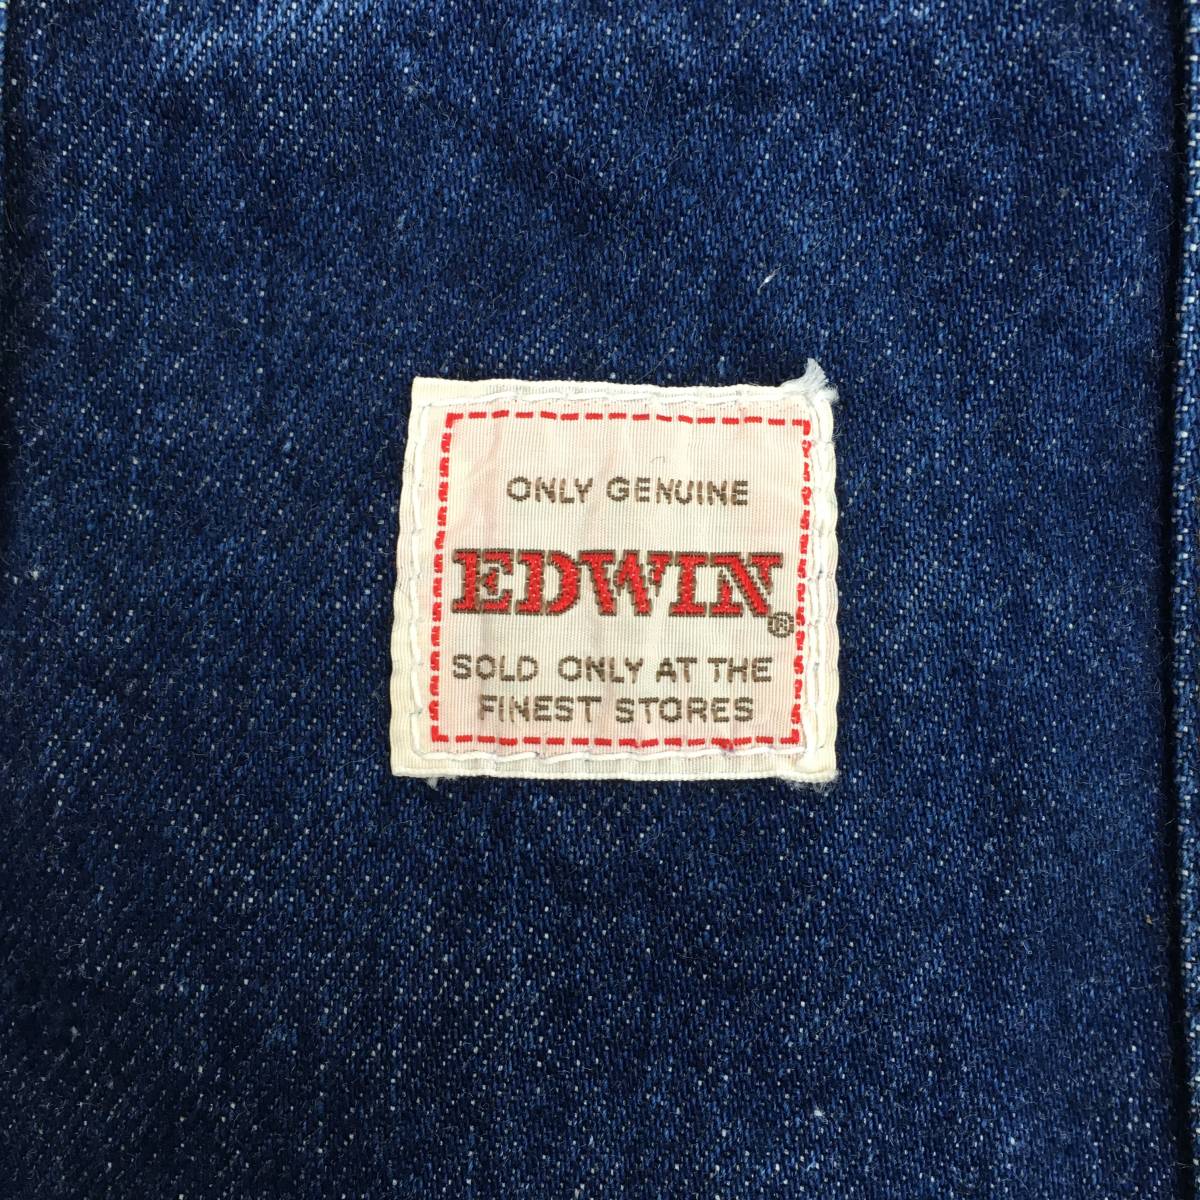 ONLY GENUINE
EDWIN®
SOLD ONLY AT THE
FINEST STORES